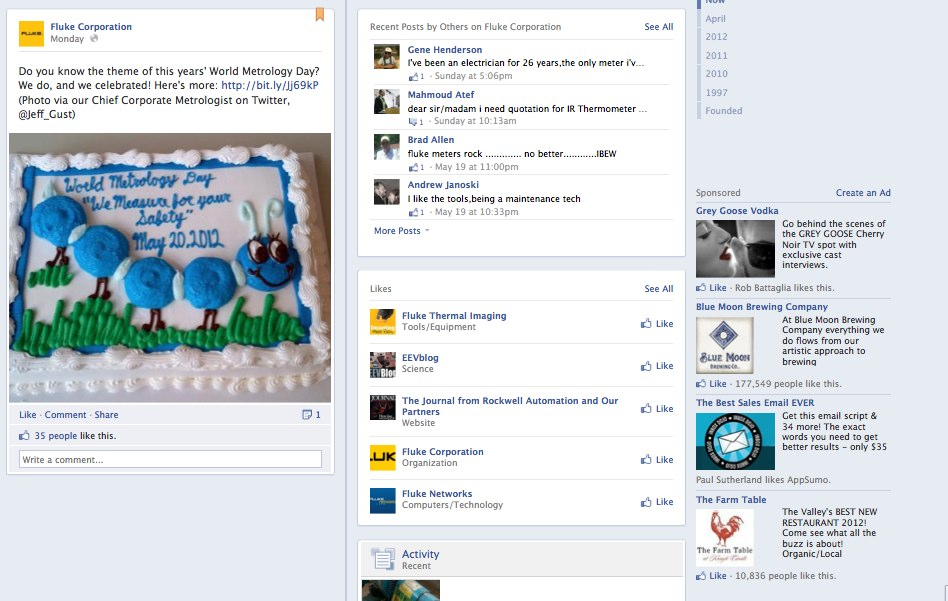 Fluke Corporation
Monday
Do you know the theme of this years' World Metrology Day?
We do, and we celebrated! Here's more: http://bit.ly/Jj69kP
(Photo via our Chief Corporate Metrologist on Twitter,
@Jeff_Gust)
World Metrology Day
"We Measure for your
Safety"
May 20, 2012
Like · Comment · Share
1
35 people like this.
Write a comment...
Recent Posts by Others on Fluke Corporation
See All
Gene Henderson
I've been an electrician for 26 years,the only meter i'v...
1 · Sunday at 5:06pm
Mahmoud Atef
dear sir/madam i need quotation for IR Thermometer ...
1 · Sunday at 10:13am
Brad Allen
fluke meters rock ............. no better...........IBEW
1 · May 19 at 11:00pm
Andrew Janoski
I like the tools,being a maintenance tech
1 · May 19 at 10:33pm
More Posts
Likes
See All
Fluke Thermal Imaging
Tools/Equipment
Like
EEVblog
Science
Like
The Journal from Rockwell Automation and Our
Partners
Website
Like
Fluke Corporation
Organization
Like
Fluke Networks
Computers/Technology
Like
Activity
Recent
Now
April
2012
2011
2010
1997
Founded
Sponsored
Create an Ad
Grey Goose Vodka
Go behind the scenes of
the GREY GOOSE Cherry
Noir TV spot with
exclusive cast
interviews.
Like · Rob Battaglia likes this.
Blue Moon Brewing Company
BLUE MOON
BREWING CO.
At Blue Moon Brewing
Company everything we
do flows from our
artistic approach to
brewing
Like · 177,549 people like this.
The Best Sales Email EVER
Get this email script &
34 more! The exact
words you need to get
better results – only $35
Paul Sutherland likes AppSumo.
The Farm Table
The Farm Table
The Valley's BEST NEW
RESTAURANT 2012!
Come see what all the
buzz is about!
Organic/Local
Like · 10,836 people like this.